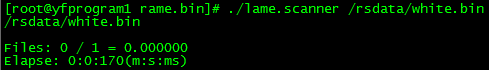 [root@yfprogram1 rame.bin]# ./lame.scanner /rsdata/white.bin
/rsdata/white.bin
Files: 0 / 1 = 0.000000
Elapse: 0:0:170(m:s:ms)